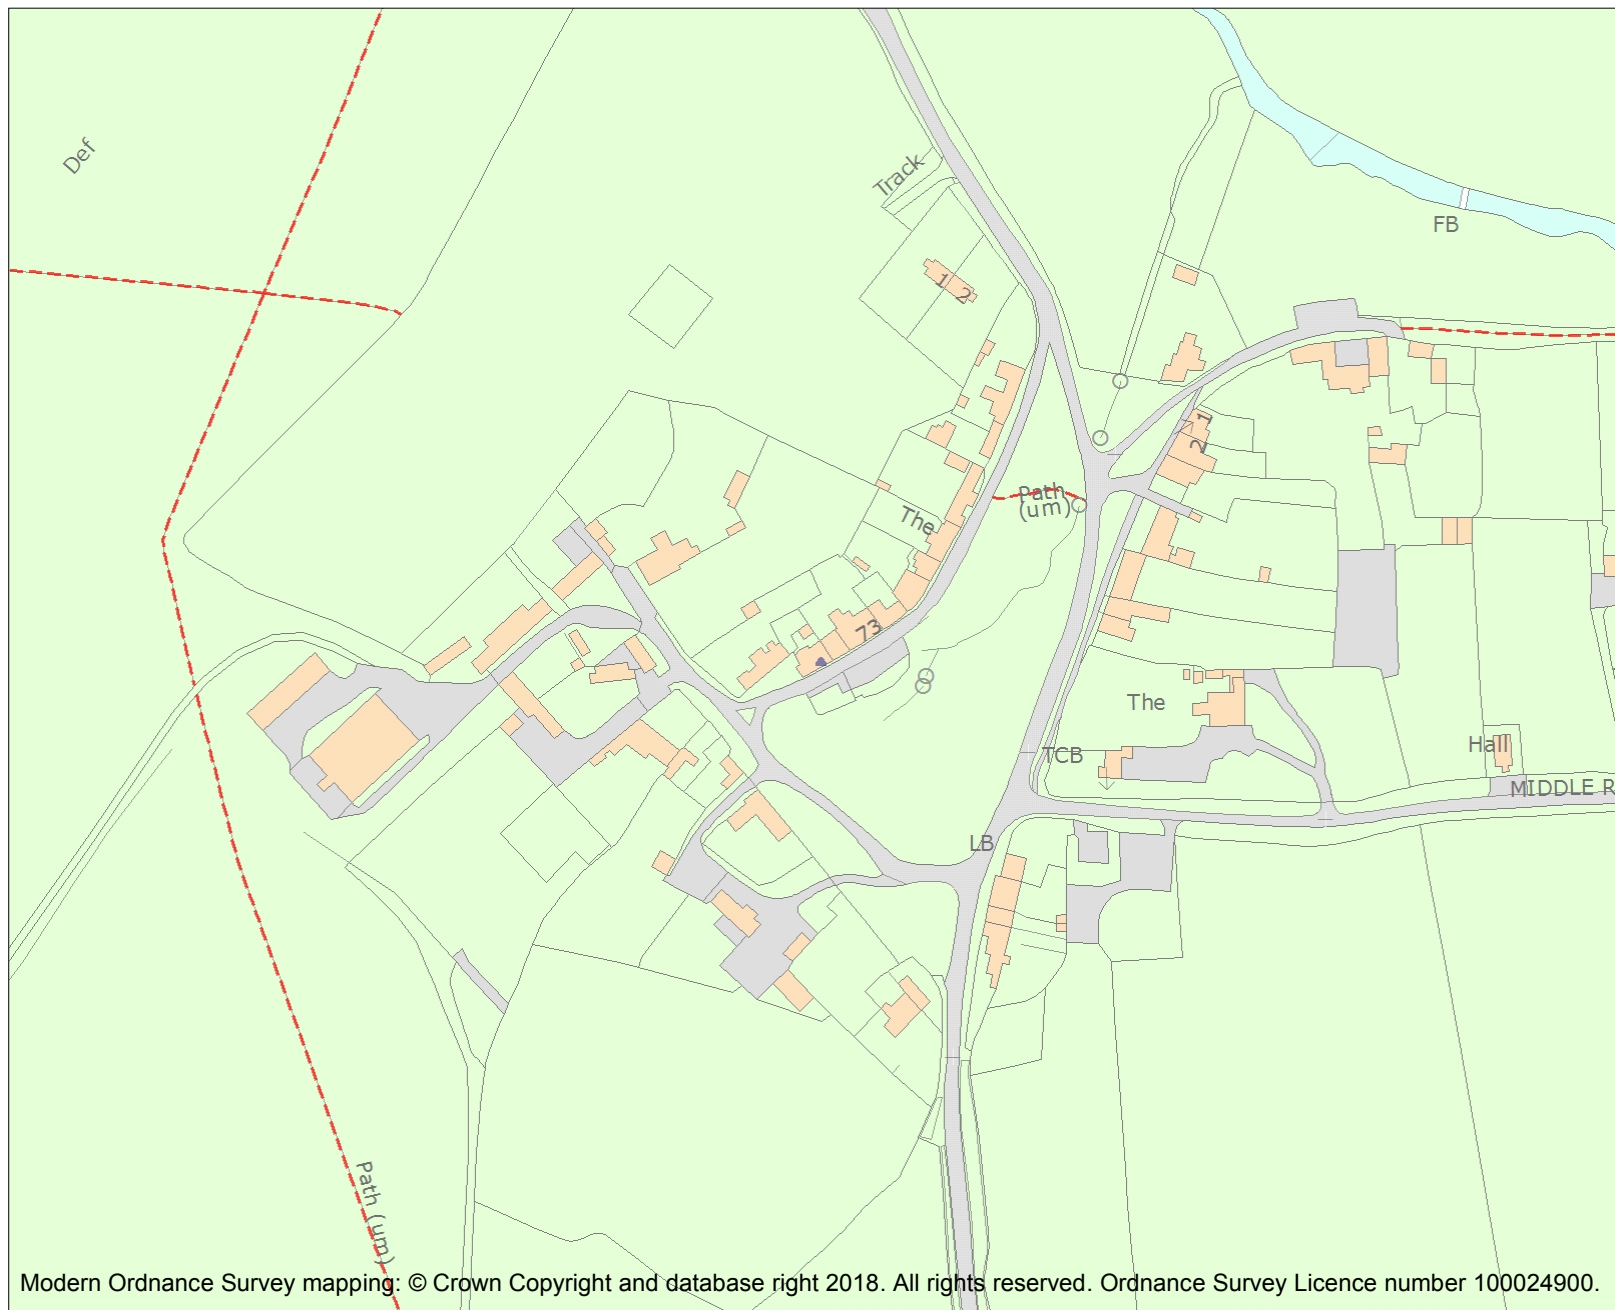 Def
Track
FB
1
2
1
2
Path
(um)
The
73
The
TCB
Hall
MIDDLE R
LB
Path (um)
Modern Ordnance Survey mapping: © Crown Copyright and database right 2018. All rights reserved. Ordnance Survey Licence number 100024900.